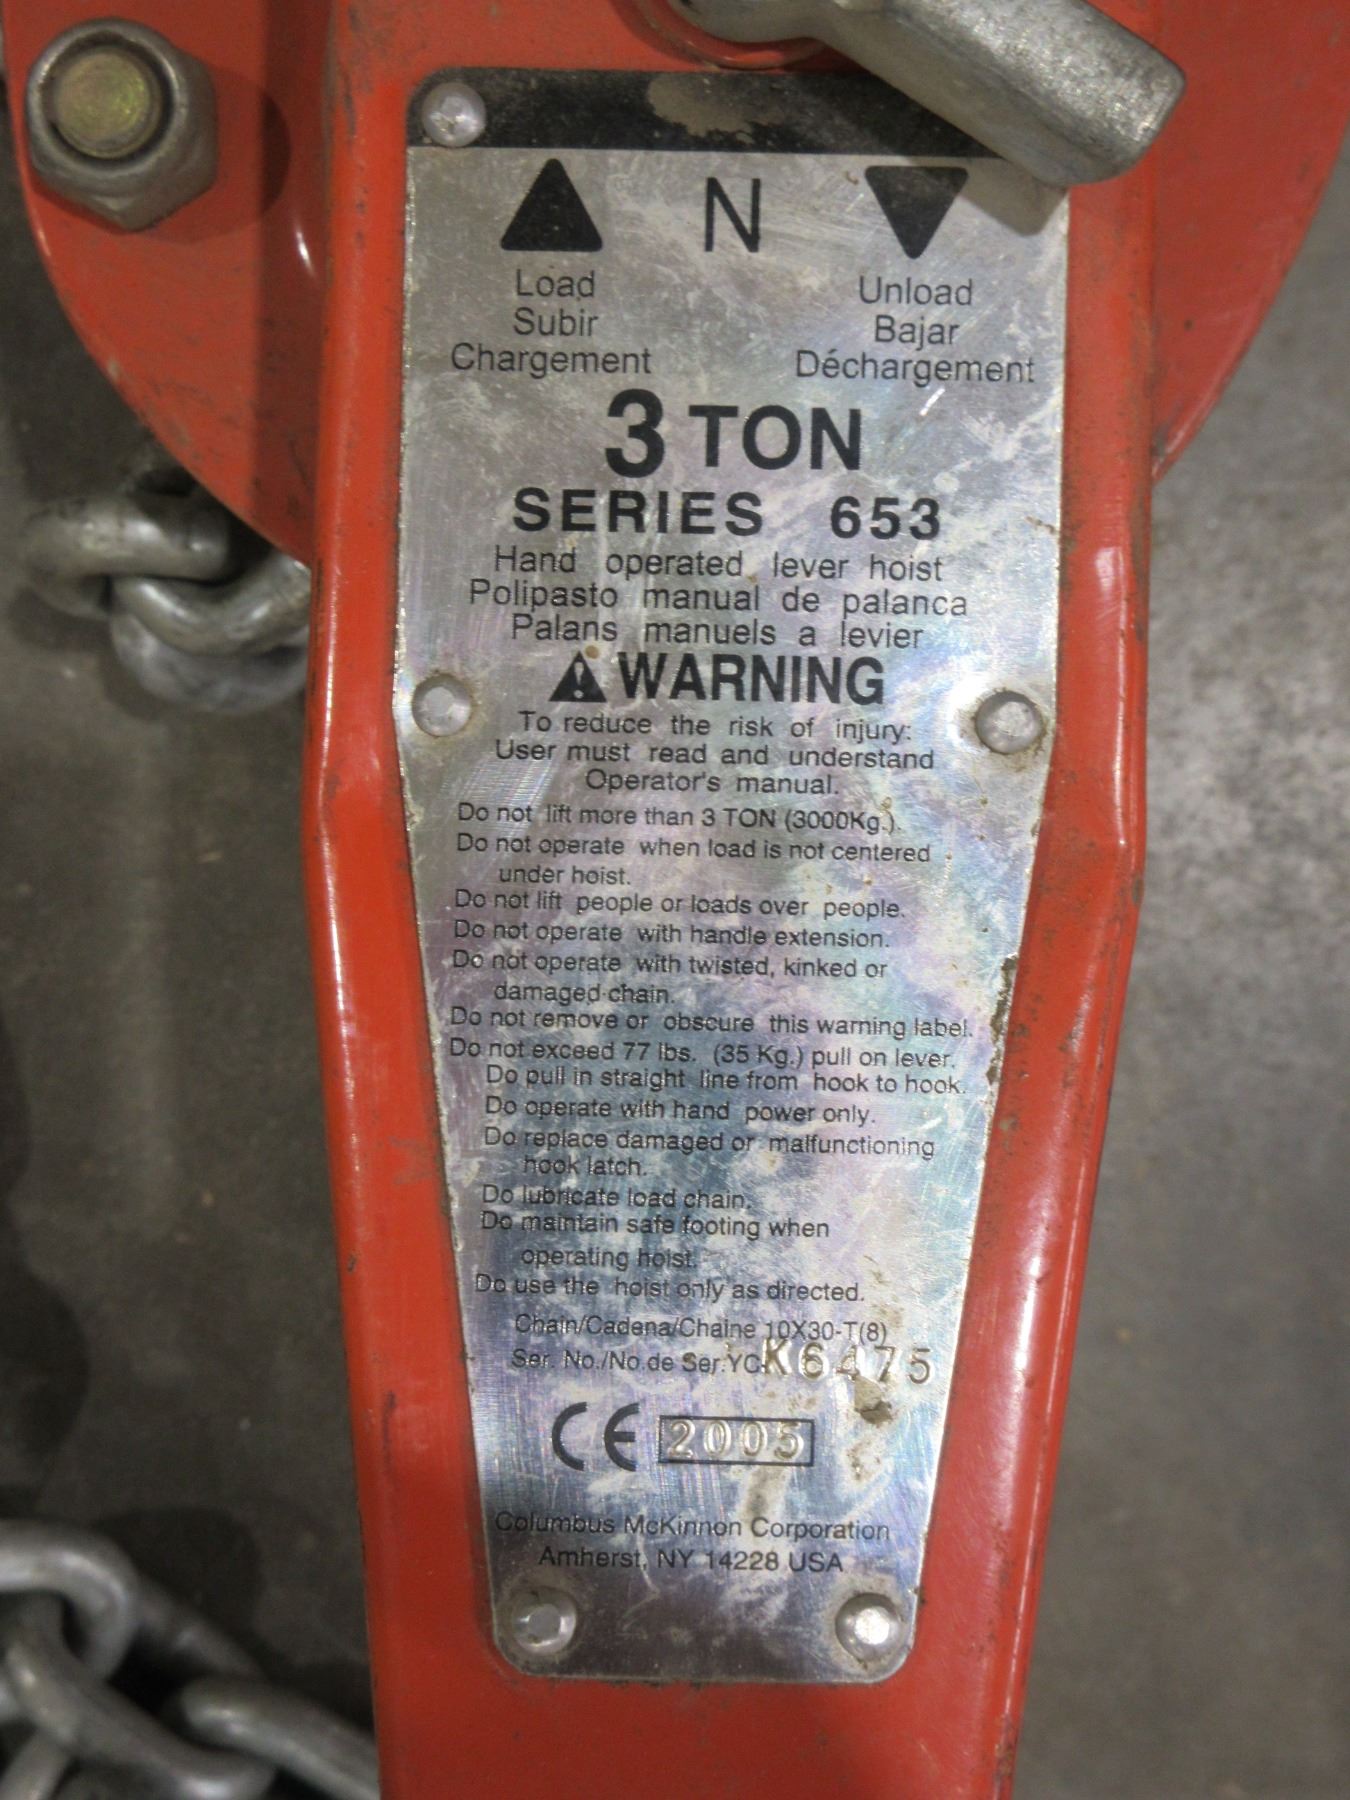 N
Load
Subir
Chargement
Unload
Bajar
Déchargement
3 TON
SERIES 653
Hand operated lever hoist
Polipasto manual de palanca
Palans manuels a levier
WARNING
To reduce the risk of injury:
User must read and understand
Operator's manual.
Do not lift more than 3 TON (3000Kg.).
Do not operate when load is not centered
under hoist.
Do not lift people or loads over people.
Do not operate with handle extension.
Do not operate with twisted, kinked or
damaged chain.
Do not remove or obscure this warning label.
Do not exceed 77 lbs. (35 Kg.) pull on lever.
Do pull in straight line from hook to hook.
Do operate with hand power only.
Do replace damaged or malfunctioning
hook latch.
Do lubricate load chain.
Do maintain safe footing when
operating hoist.
Do use the hoist only as directed.
Chain/Cadena/Chaine 10X30-T(8)
Ser. No./No.de Ser.YC-K6475
CE 2005
Columbus McKinnon Corporation
Amherst, NY 14228 USA